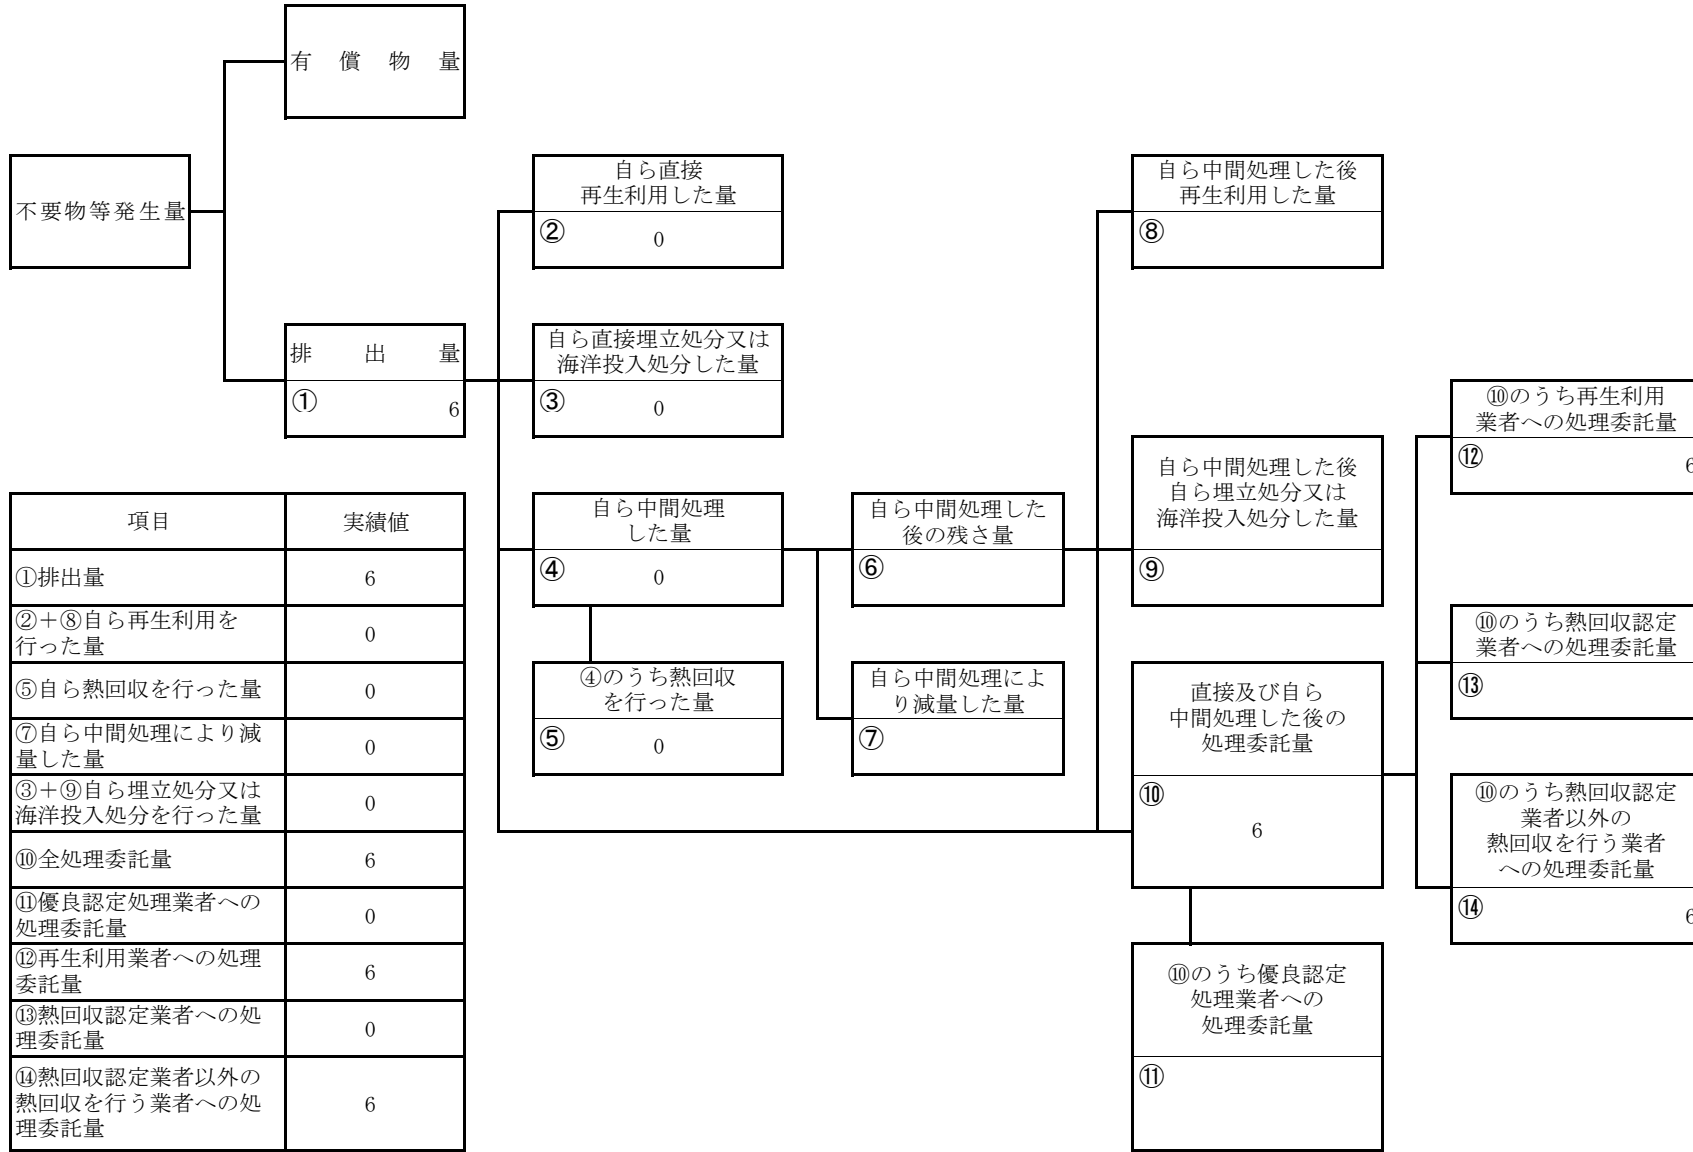 有償物量
不要物等発生量
排出量
① 6
自ら直接
再生利用した量
② 0
自ら直接埋立処分又は
海洋投入処分した量
③ 0
自ら中間処理
した量
④ 0
④のうち熱回収
を行った量
⑤ 0
自ら中間処理した
後の残さ量
⑥
自ら中間処理によ
り減量した量
⑦
自ら中間処理した後
再生利用した量
⑧
自ら中間処理した後
自ら埋立処分又は
海洋投入処分した量
⑨
直接及び自ら
中間処理した後の
処理委託量
⑩
6
⑩のうち優良認定
処理業者への
処理委託量
⑪
⑩のうち再生利用
業者への処理委託量
⑫ 6
⑩のうち熱回収認定
業者への処理委託量
⑬
⑩のうち熱回収認定
業者以外の
熱回収を行う業者
への処理委託量
⑭ 6
項目 実績値
①排出量 6
②+⑧自ら再生利用を
行った量 0
⑤自ら熱回収を行った量 0
⑦自ら中間処理により減
量した量 0
③+⑨自ら埋立処分又は
海洋投入処分を行った量 0
⑩全処理委託量 6
⑪優良認定処理業者への
処理委託量 0
⑫再生利用業者への処理
委託量 6
⑬熱回収認定業者への処
理委託量 0
⑭熱回収認定業者以外の
熱回収を行う業者への処
理委託量 6